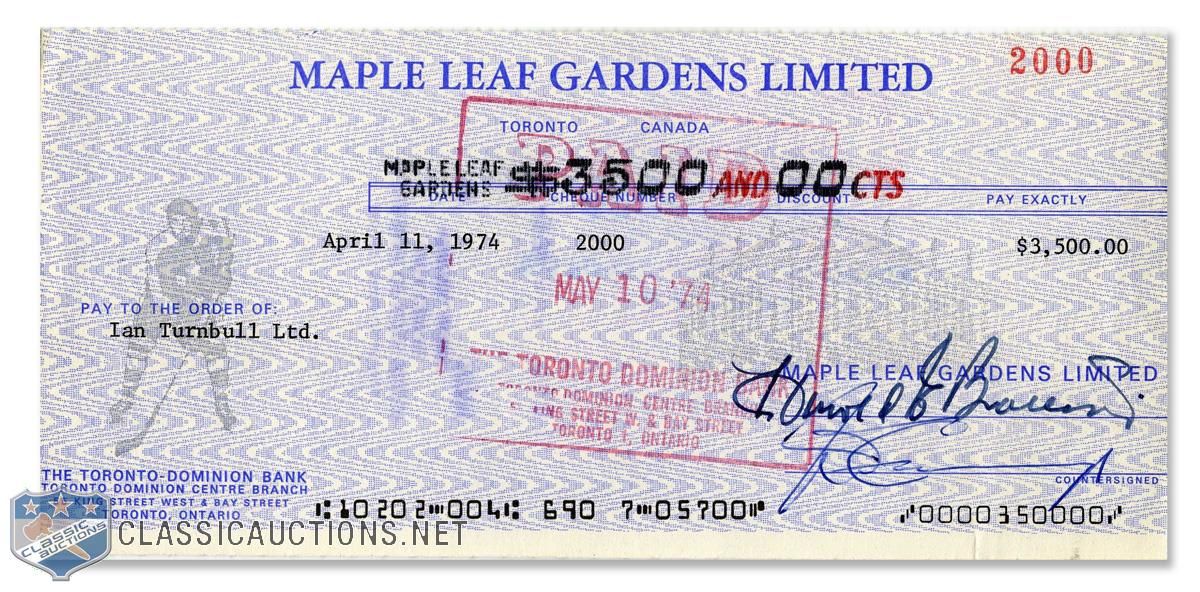 2000
MAPLE LEAF GARDENS LIMITED
TORONTO CANADA
PAID
MAPLE LEAF GARDENS $3500 AND 00 CTS
DATE CHEQUE NUMBER DISCOUNT PAY EXACTLY
April 11, 1974 2000 $3,500.00
MAY 10 '74
PAY TO THE ORDER OF:
Ian Turnbull Ltd.
THE TORONTO DOMINION BANK
TORONTO DOMINION CENTRE BRANCH
KING STREET W. & BAY STREET
TORONTO 1, ONTARIO
MAPLE LEAF GARDENS LIMITED
COUNTERSIGNED
THE TORONTO-DOMINION BANK
TORONTO DOMINION CENTRE BRANCH
KING STREET WEST & BAY STREET
TORONTO, ONTARIO
⑆10202⑉004⑆ 690 7⑉05700⑈ ⑇0000350000⑇
CLASSIC AUCTIONS
CLASSICAUCTIONS.NET